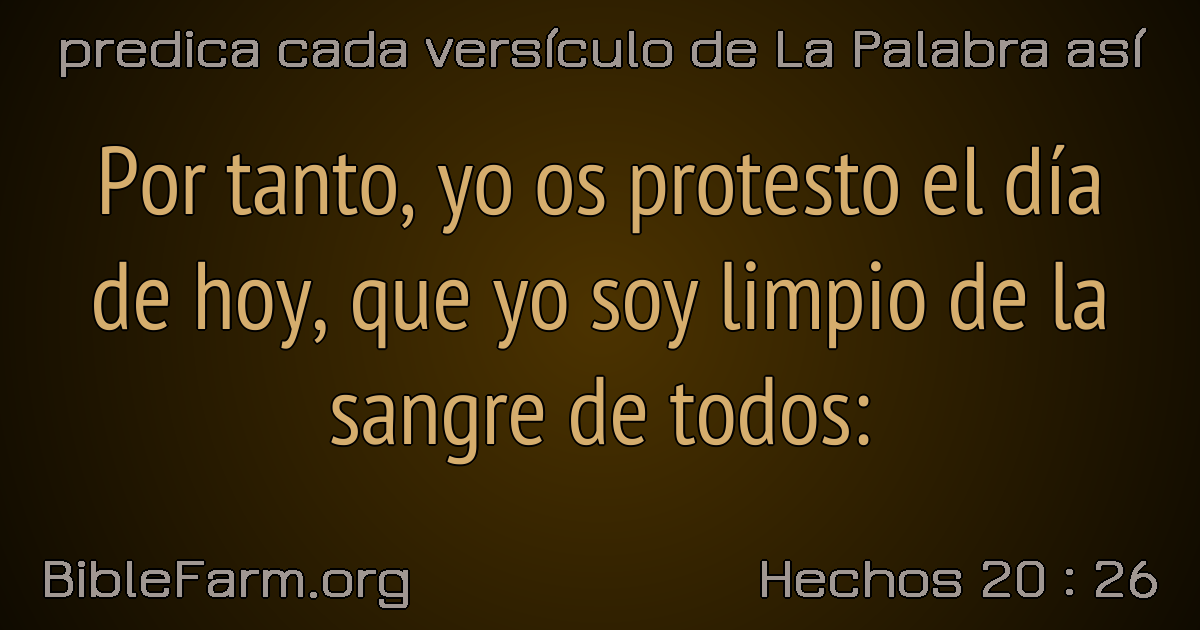 predica cada versículo de La Palabra así
Por tanto, yo os protesto el día
de hoy, que yo soy limpio de la
sangre de todos:
BibleFarm.org
Hechos 20 : 26